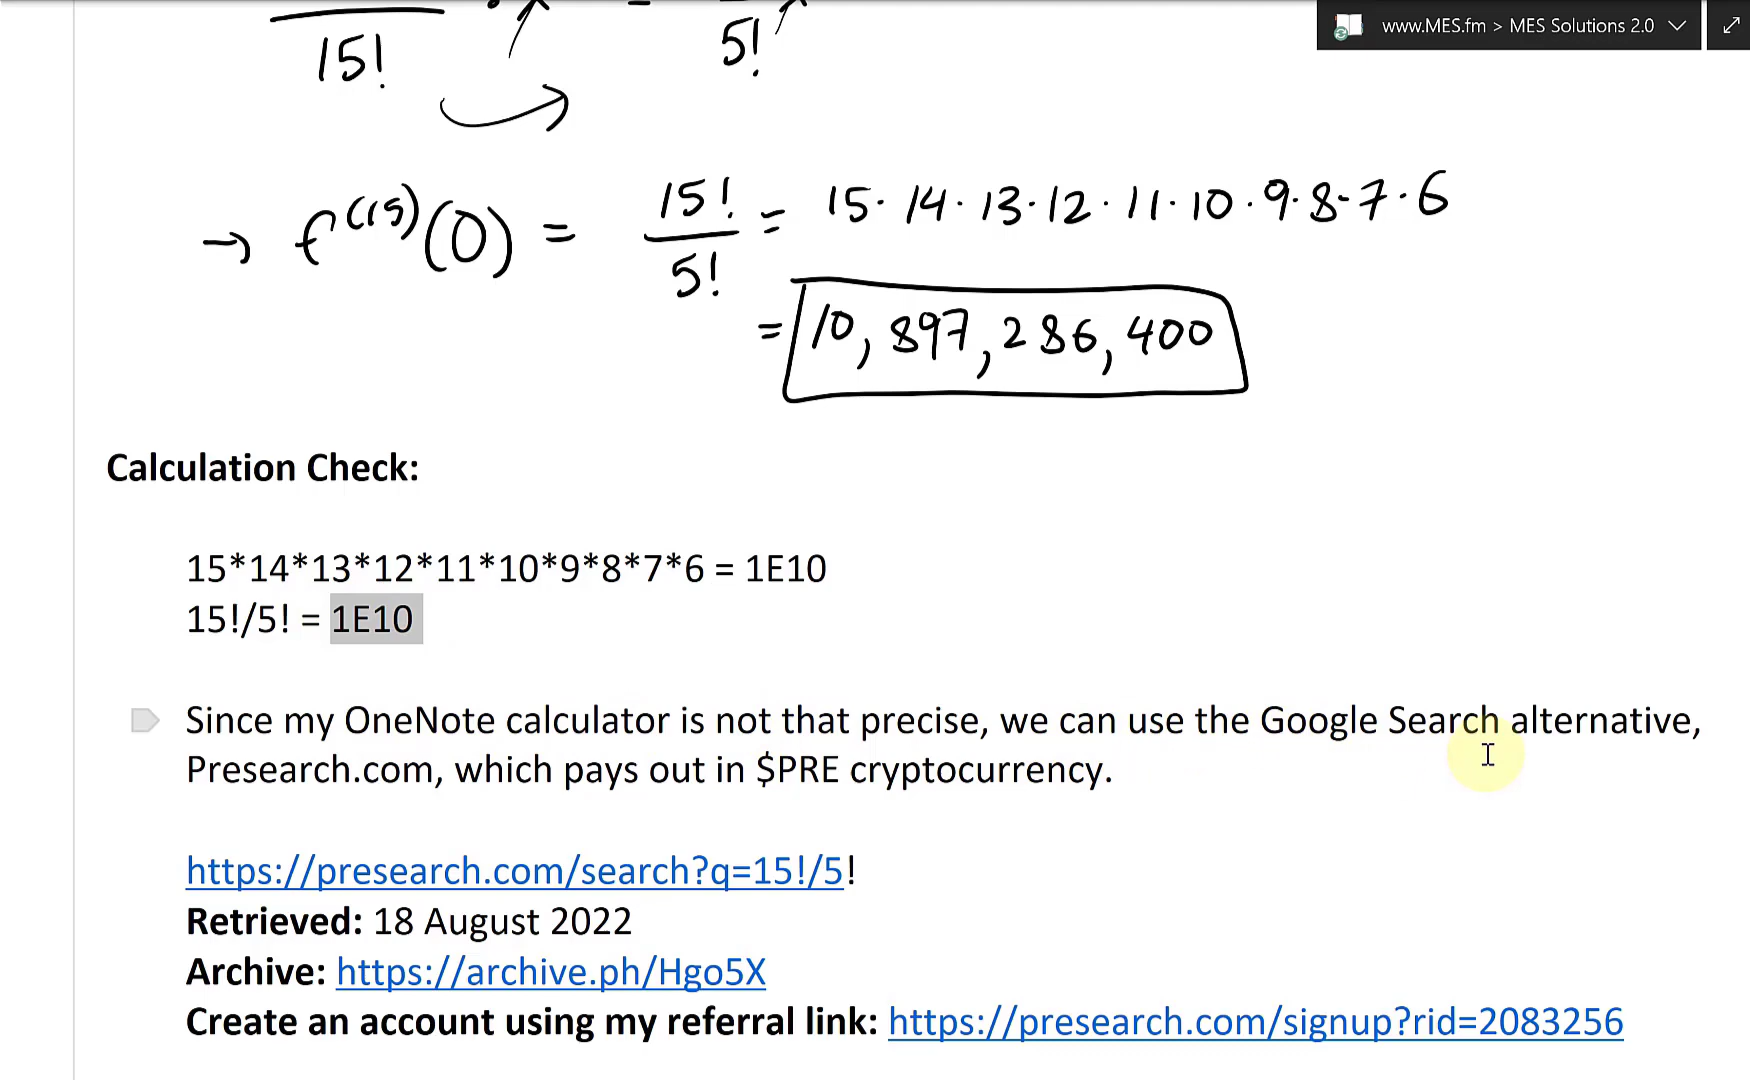 www.MES.fm > MES Solutions 2.0
15! 5!
→ f^(15)(0) = 15!/5! = 15·14·13·12·11·10·9·8·7·6
= 10,897,286,400
Calculation Check:
15*14*13*12*11*10*9*8*7*6 = 1E10
15!/5! = 1E10
Since my OneNote calculator is not that precise, we can use the Google Search alternative,
Presearch.com, which pays out in $PRE cryptocurrency.
https://presearch.com/search?q=15!/5!
Retrieved: 18 August 2022
Archive: https://archive.ph/Hgo5X
Create an account using my referral link: https://presearch.com/signup?rid=2083256